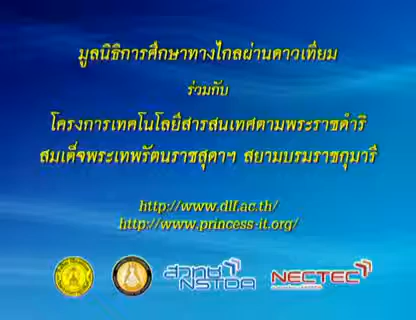 มูลนิธิการศึกษาทางไกลผ่านดาวเทียม
ร่วมกับ
โครงการเทคโนโลยีสารสนเทศตามพระราชดำริ
สมเด็จพระเทพรัตนราชสุดาฯ สยามบรมราชกุมารี
http://www.dlf.ac.th/
http://www.princess-it.org/
สวทช
NSTDA
NECTEC